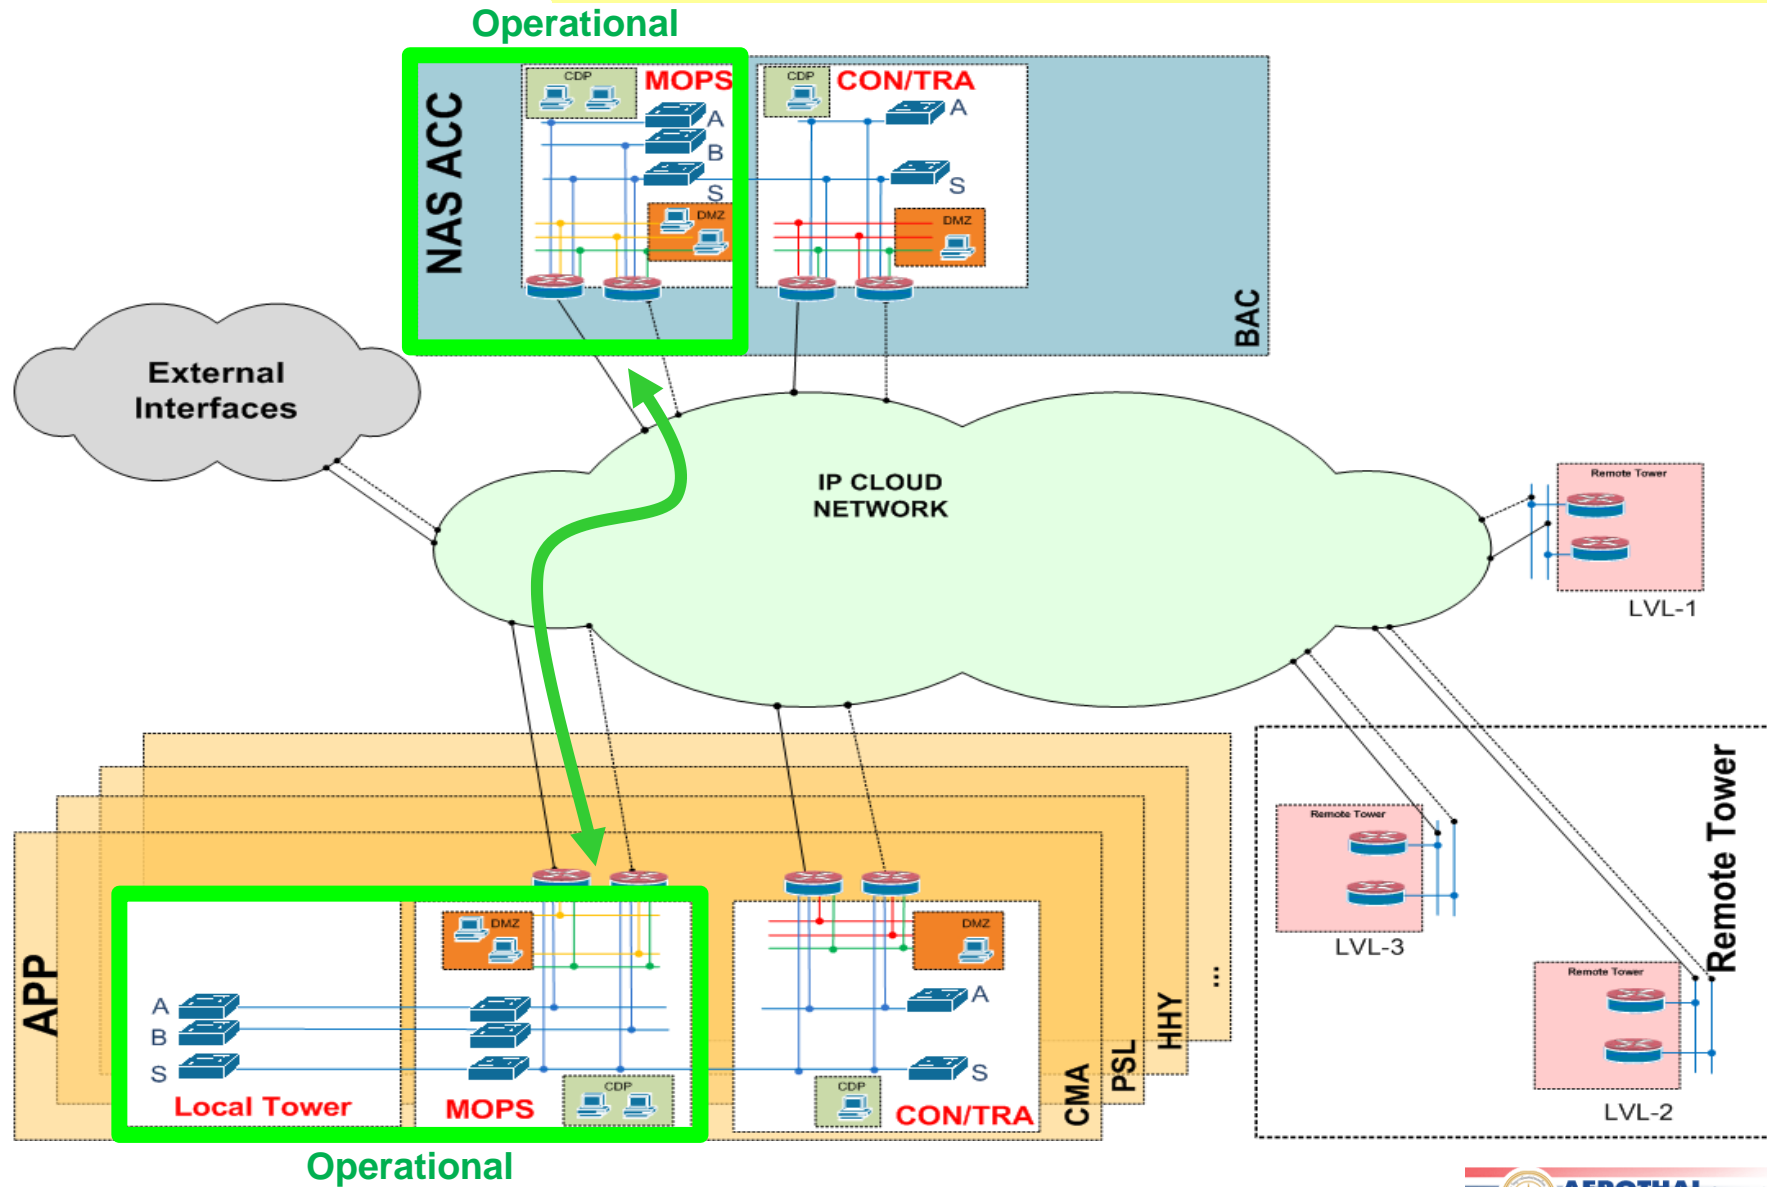 Operational
NAS ACC
CDP
MOPS
A
B
S
DMZ
CDP
CON/TRA
A
S
DMZ
BAC
External
Interfaces
IP CLOUD
NETWORK
Remote Tower
LVL-1
Remote Tower
LVL-3
Remote Tower
LVL-2
Remote Tower
APP
A
B
S
Local Tower
DMZ
MOPS
CDP
DMZ
A
S
CDP
CON/TRA
CMA
PSL
HHY
...
Operational
AEROTHAI